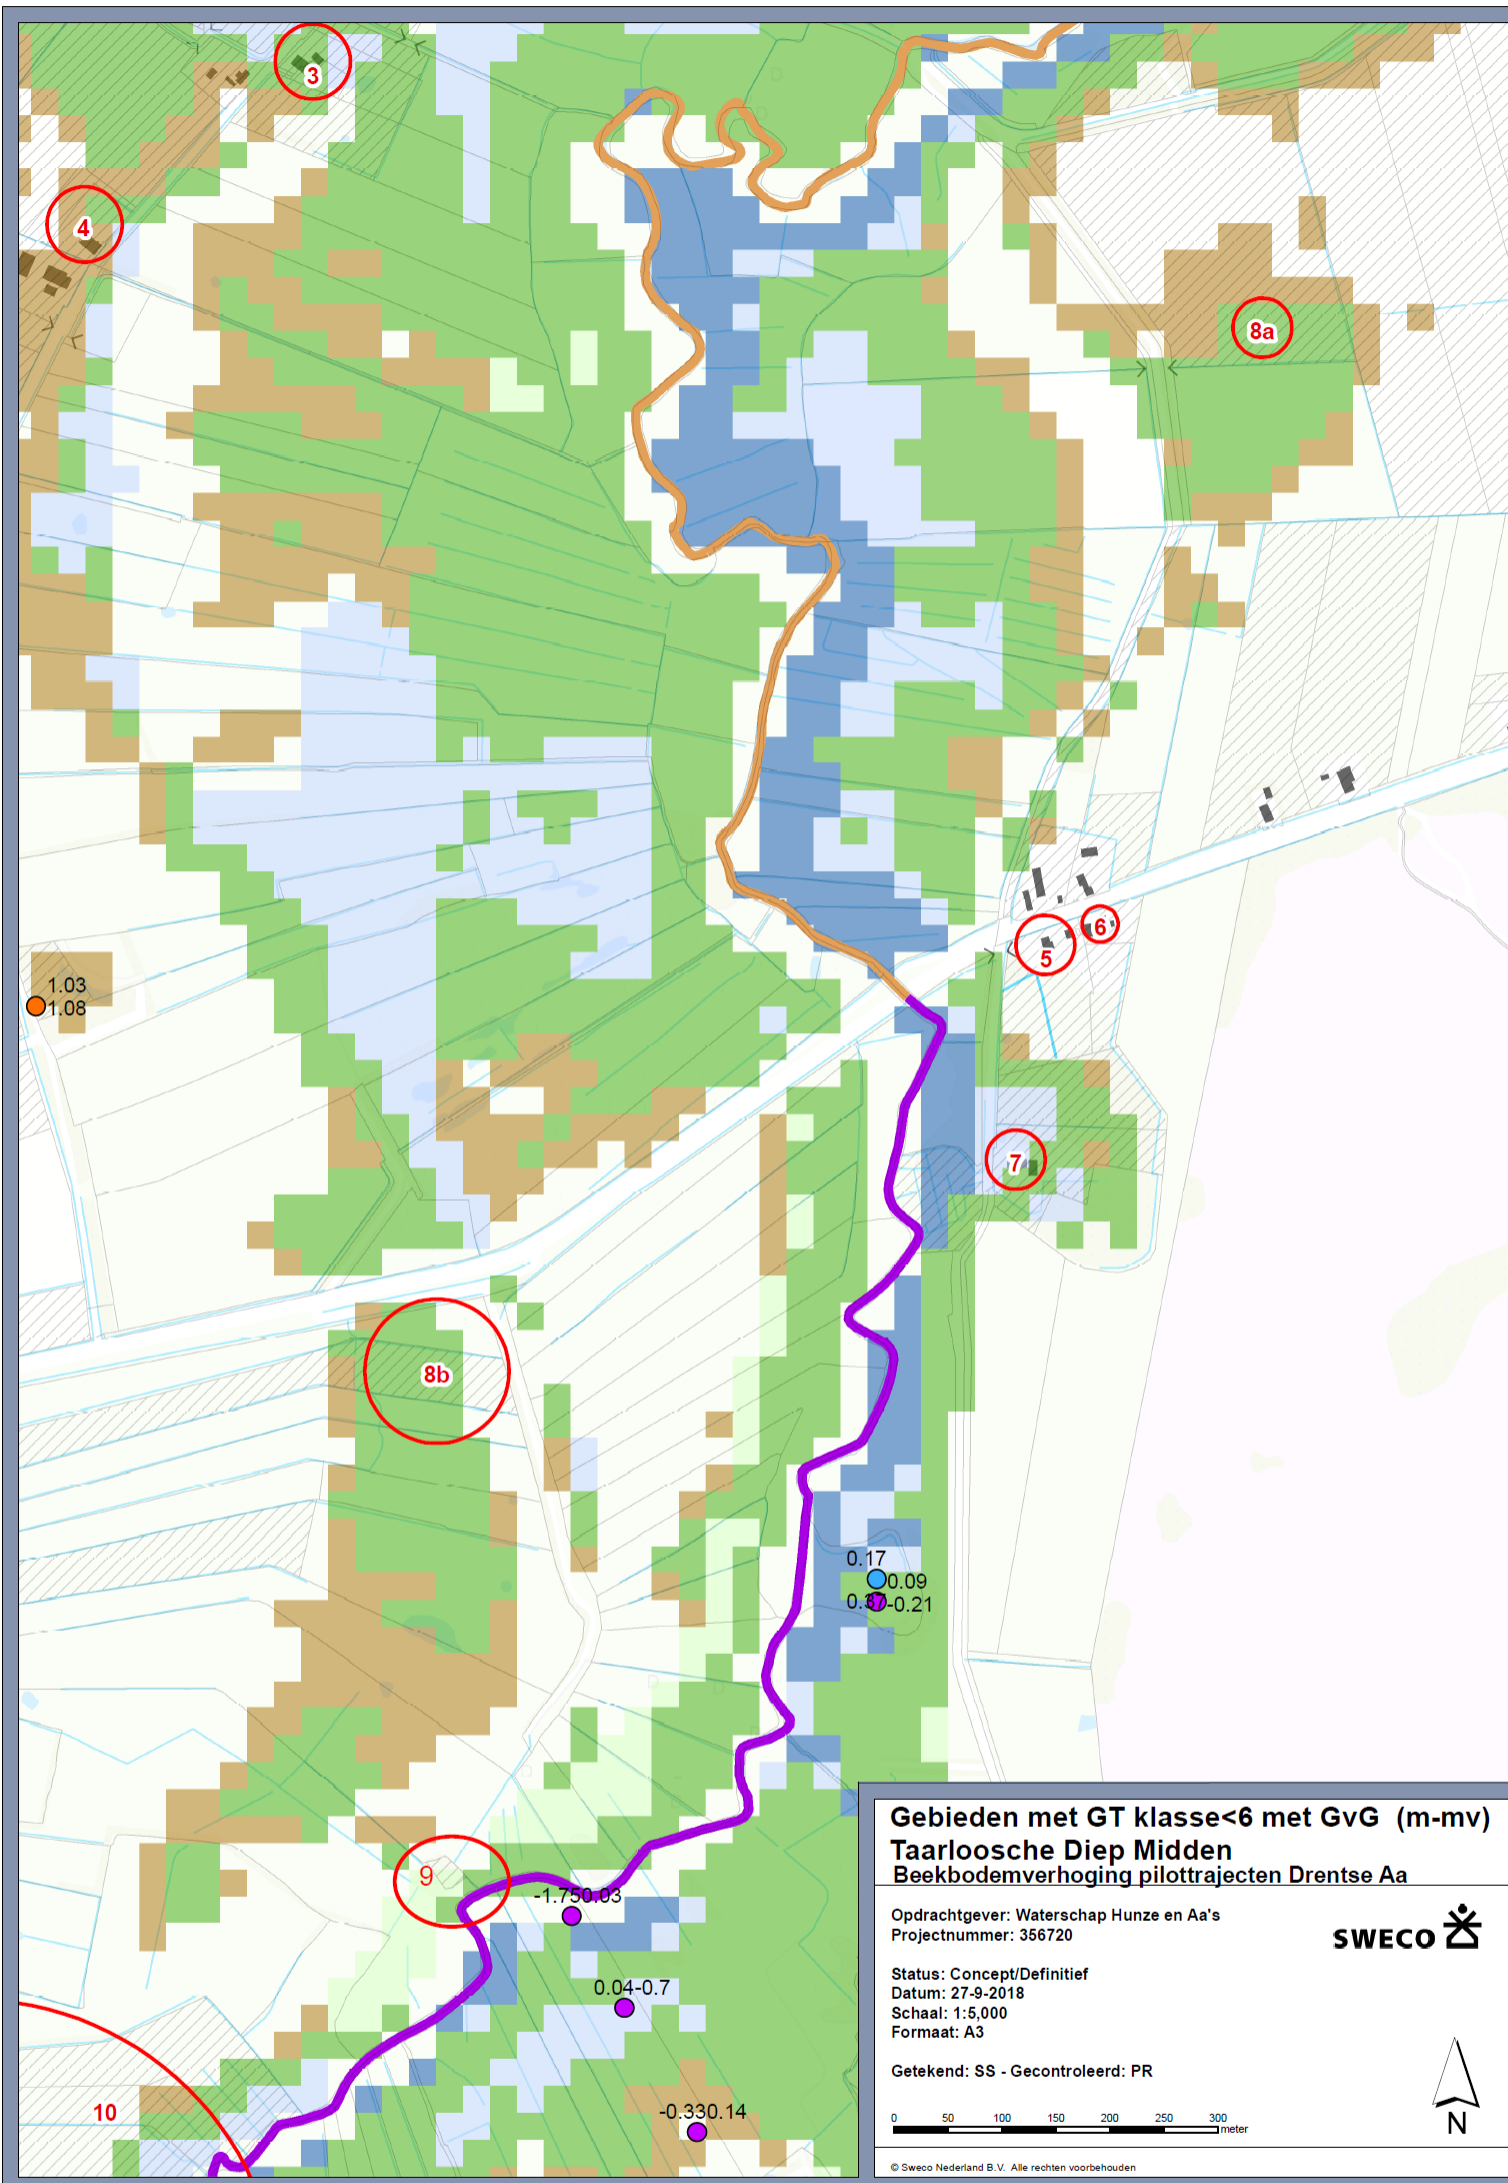 3
4
8a
6
5
1.03
1.08
7
8b
0.17
0.09
0.37 -0.21
9
-1.750.03
0.04-0.7
10
-0.330.14
Gebieden met GT klasse<6 met GvG (m-mv)
Taarloosche Diep Midden
Beekbodemverhoging pilottrajecten Drentse Aa
Opdrachtgever: Waterschap Hunze en Aa's
Projectnummer: 356720
SWECO
Status: Concept/Definitief
Datum: 27-9-2018
Schaal: 1:5,000
Formaat: A3
Getekend: SS - Gecontroleerd: PR
0 50 100 150 200 250 300
meter
N
© Sweco Nederland B.V. Alle rechten voorbehouden